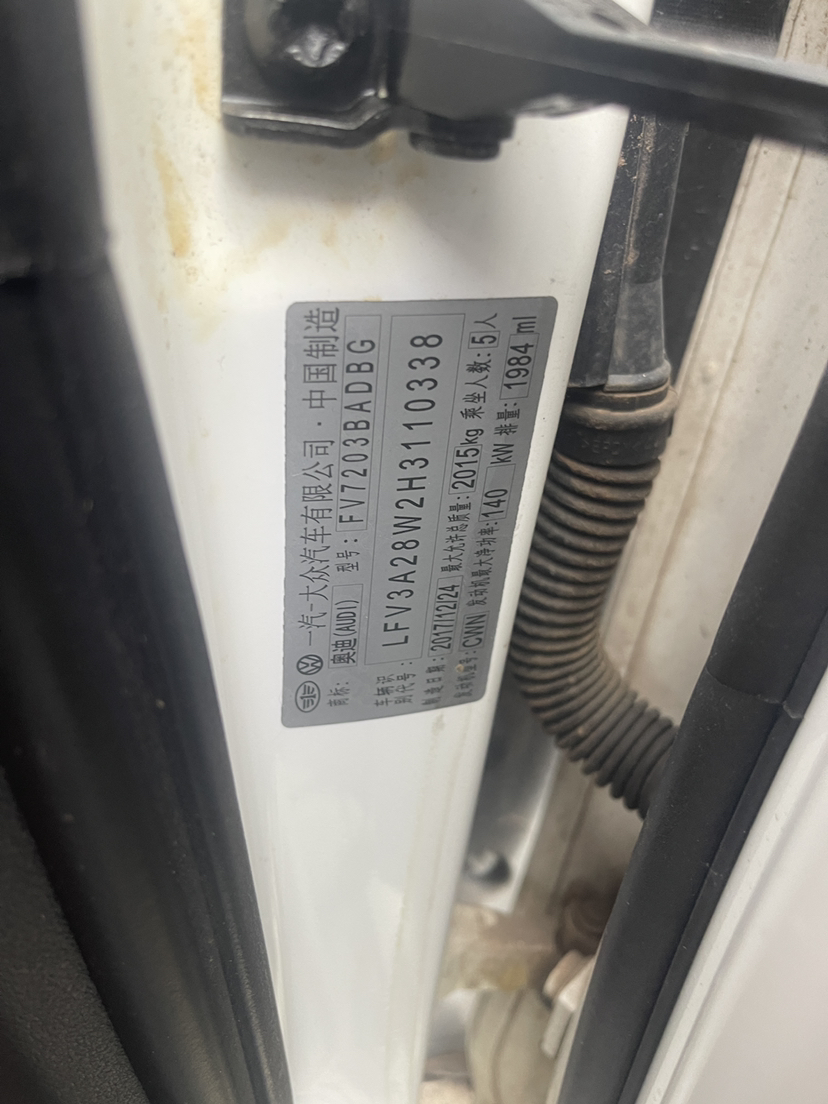 一汽-大众汽车有限公司·中国制造
商标: 奥迪(AUDI) 型号: FV7203BADBG
车辆识别代号: LFV3A28W2H3110338
制造日期: 2017/12/24 最大允许总质量: 2015kg 乘坐人数: 5人
发动机型号: CWN 发动机最大净功率: 140 kW 排量: 1984 ml